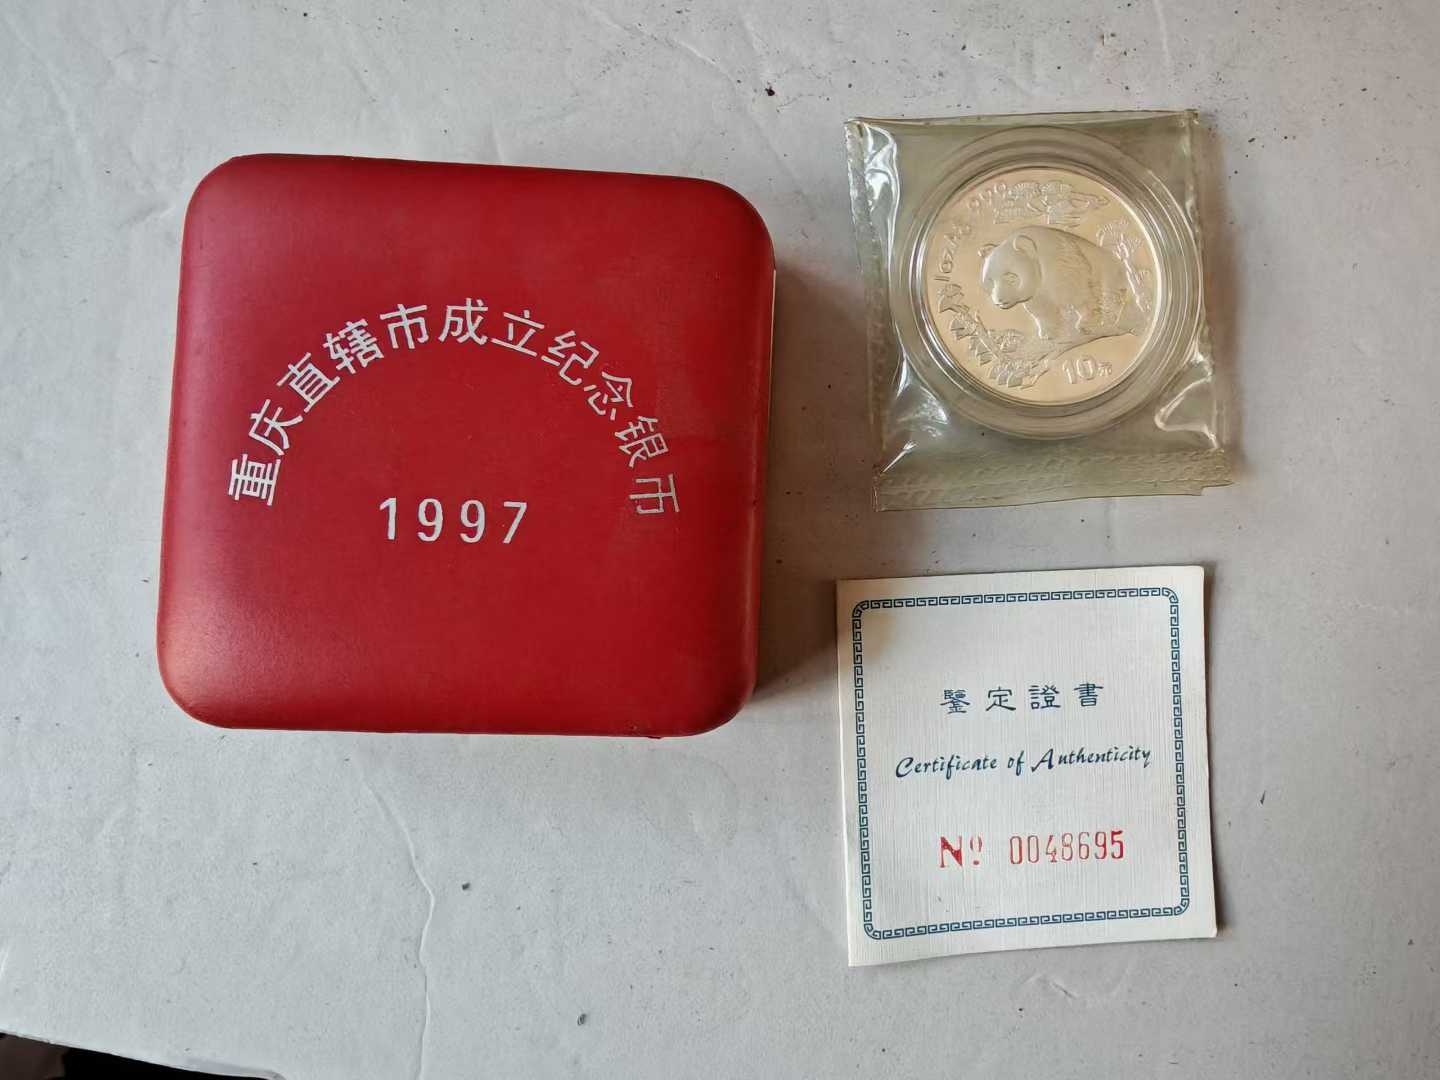 重庆直辖市成立纪念银币
1997
1oz Ag .999
10元
鑒定證書
Certificate of Authenticity
Nº 0048695